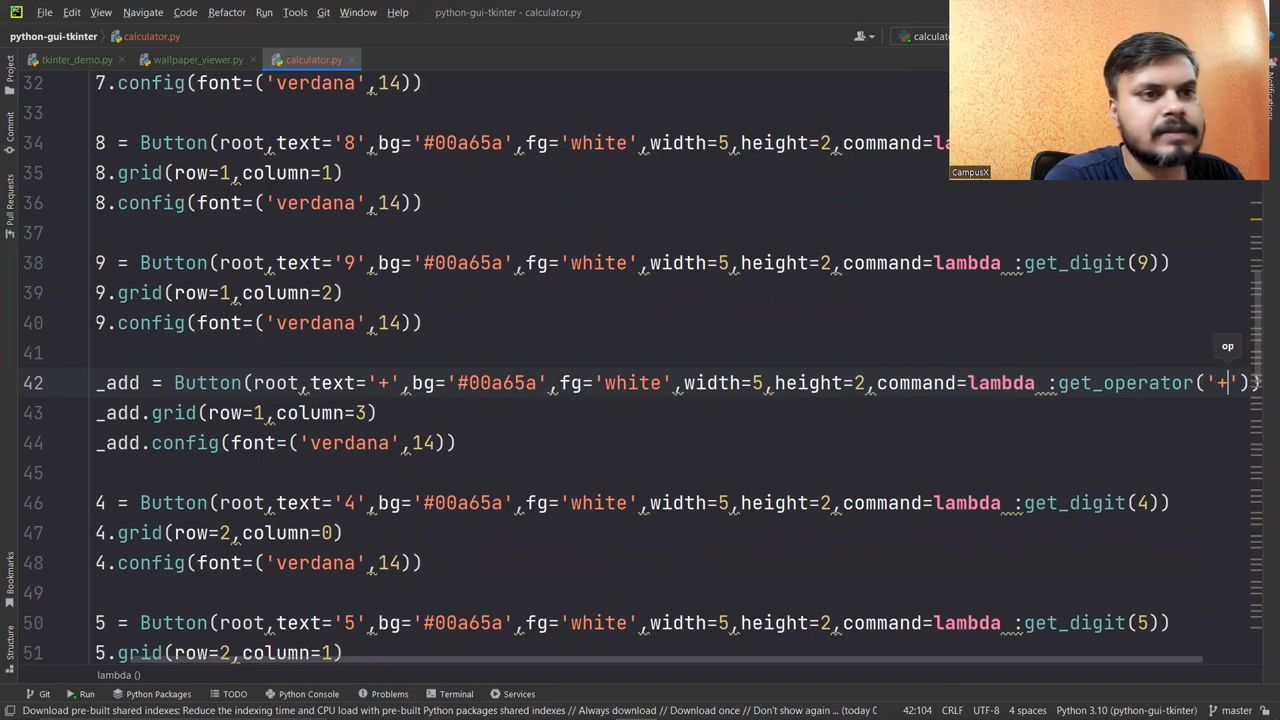 PC File Edit View Navigate Code Refactor Run Tools Git Window Help python-gui-tkinter - calculator.py
python-gui-tkinter calculator.py
tkinter_demo.py wallpaper_viewer.py calculator.py
Project
Commit
Pull Requests
Bookmarks
Structure
Notifications
CampusX
32 7.config(font=('verdana',14))
33
34 8 = Button(root,text='8',bg='#00a65a',fg='white',width=5,height=2,command=
35 8.grid(row=1,column=1)
36 8.config(font=('verdana',14))
37
38 9 = Button(root,text='9',bg='#00a65a',fg='white',width=5,height=2,command=lambda :get_digit(9))
39 9.grid(row=1,column=2)
40 9.config(font=('verdana',14))
41
op
42 _add = Button(root,text='+',bg='#00a65a',fg='white',width=5,height=2,command=lambda :get_operator('+'))
43 _add.grid(row=1,column=3)
44 _add.config(font=('verdana',14))
45
46 4 = Button(root,text='4',bg='#00a65a',fg='white',width=5,height=2,command=lambda :get_digit(4))
47 4.grid(row=2,column=0)
48 4.config(font=('verdana',14))
49
50 5 = Button(root,text='5',bg='#00a65a',fg='white',width=5,height=2,command=lambda :get_digit(5))
51 5.grid(row=2,column=1)
lambda ()
Git Run Python Packages TODO Python Console Problems Terminal Services
Download pre-built shared indexes: Reduce the indexing time and CPU load with pre-built Python packages shared indexes // Always download // Download once // Don't show again ... (today 42:104 CRLF UTF-8 4 spaces Python 3.10 (python-gui-tkinter) master